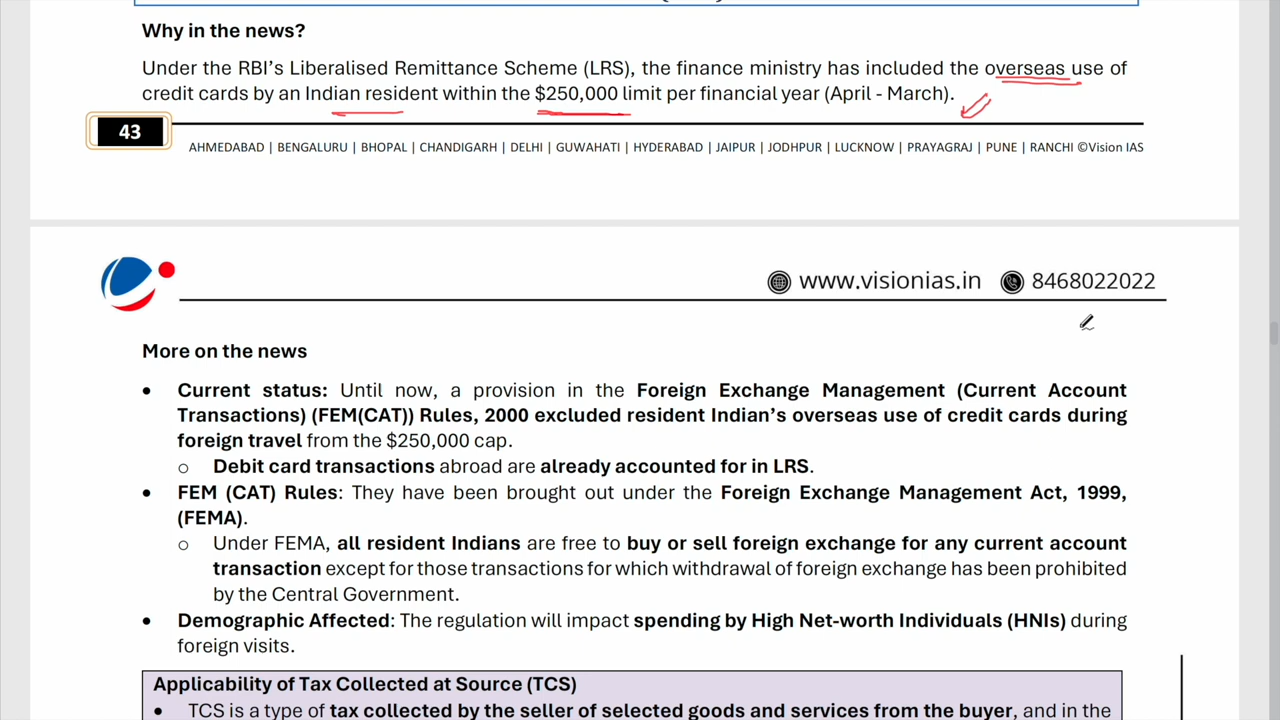 Why in the news?
Under the RBI's Liberalised Remittance Scheme (LRS), the finance ministry has included the overseas use of
credit cards by an Indian resident within the $250,000 limit per financial year (April - March).
43
AHMEDABAD | BENGALURU | BHOPAL | CHANDIGARH | DELHI | GUWAHATI | HYDERABAD | JAIPUR | JODHPUR | LUCKNOW | PRAYAGRAJ | PUNE | RANCHI ©Vision IAS
www.visionias.in 8468022022
More on the news
• Current status: Until now, a provision in the Foreign Exchange Management (Current Account
Transactions) (FEM(CAT)) Rules, 2000 excluded resident Indian's overseas use of credit cards during
foreign travel from the $250,000 cap.
o Debit card transactions abroad are already accounted for in LRS.
• FEM (CAT) Rules: They have been brought out under the Foreign Exchange Management Act, 1999,
(FEMA).
o Under FEMA, all resident Indians are free to buy or sell foreign exchange for any current account
transaction except for those transactions for which withdrawal of foreign exchange has been prohibited
by the Central Government.
• Demographic Affected: The regulation will impact spending by High Net-worth Individuals (HNIs) during
foreign visits.
Applicability of Tax Collected at Source (TCS)
• TCS is a type of tax collected by the seller of selected goods and services from the buyer, and in the